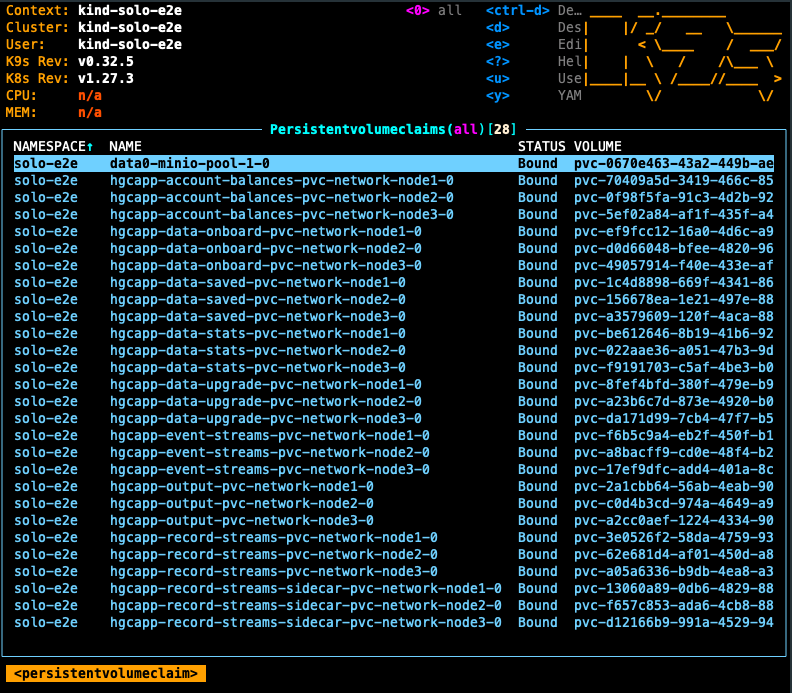 Context: kind-solo-e2e <0> all <ctrl-d> De…
Cluster: kind-solo-e2e <d> Des
User: kind-solo-e2e <e> Edi
K9s Rev: v0.32.5 <?> Hel
K8s Rev: v1.27.3 <u> Use
CPU: n/a <y> YAM
MEM: n/a
Persistentvolumeclaims(all)[28]
NAMESPACE↑ NAME STATUS VOLUME
solo-e2e data0-minio-pool-1-0 Bound pvc-0670e463-43a2-449b-ae
solo-e2e hgcapp-account-balances-pvc-network-node1-0 Bound pvc-70409a5d-3419-466c-85
solo-e2e hgcapp-account-balances-pvc-network-node2-0 Bound pvc-0f98f5fa-91c3-4d2b-92
solo-e2e hgcapp-account-balances-pvc-network-node3-0 Bound pvc-5ef02a84-af1f-435f-a4
solo-e2e hgcapp-data-onboard-pvc-network-node1-0 Bound pvc-ef9fcc12-16a0-4d6c-a9
solo-e2e hgcapp-data-onboard-pvc-network-node2-0 Bound pvc-d0d66048-bfee-4820-96
solo-e2e hgcapp-data-onboard-pvc-network-node3-0 Bound pvc-49057914-f40e-433e-af
solo-e2e hgcapp-data-saved-pvc-network-node1-0 Bound pvc-1c4d8898-669f-4341-86
solo-e2e hgcapp-data-saved-pvc-network-node2-0 Bound pvc-156678ea-1e21-497e-88
solo-e2e hgcapp-data-saved-pvc-network-node3-0 Bound pvc-a3579609-120f-4aca-88
solo-e2e hgcapp-data-stats-pvc-network-node1-0 Bound pvc-be612646-8b19-41b6-92
solo-e2e hgcapp-data-stats-pvc-network-node2-0 Bound pvc-022aae36-a051-47b3-9d
solo-e2e hgcapp-data-stats-pvc-network-node3-0 Bound pvc-f9191703-c5af-4be3-b0
solo-e2e hgcapp-data-upgrade-pvc-network-node1-0 Bound pvc-8fef4bfd-380f-479e-b9
solo-e2e hgcapp-data-upgrade-pvc-network-node2-0 Bound pvc-a23b6c7d-873e-4920-b0
solo-e2e hgcapp-data-upgrade-pvc-network-node3-0 Bound pvc-da171d99-7cb4-47f7-b5
solo-e2e hgcapp-event-streams-pvc-network-node1-0 Bound pvc-f6b5c9a4-eb2f-450f-b1
solo-e2e hgcapp-event-streams-pvc-network-node2-0 Bound pvc-a8bacff9-cd0e-48f4-b2
solo-e2e hgcapp-event-streams-pvc-network-node3-0 Bound pvc-17ef9dfc-add4-401a-8c
solo-e2e hgcapp-output-pvc-network-node1-0 Bound pvc-2a1cbb64-56ab-4eab-90
solo-e2e hgcapp-output-pvc-network-node2-0 Bound pvc-c0d4b3cd-974a-4649-a9
solo-e2e hgcapp-output-pvc-network-node3-0 Bound pvc-a2cc0aef-1224-4334-90
solo-e2e hgcapp-record-streams-pvc-network-node1-0 Bound pvc-3e0526f2-58da-4759-93
solo-e2e hgcapp-record-streams-pvc-network-node2-0 Bound pvc-62e681d4-af01-450d-a8
solo-e2e hgcapp-record-streams-pvc-network-node3-0 Bound pvc-a05a6336-b9db-4ea8-a3
solo-e2e hgcapp-record-streams-sidecar-pvc-network-node1-0 Bound pvc-13060a89-0db6-4829-88
solo-e2e hgcapp-record-streams-sidecar-pvc-network-node2-0 Bound pvc-f657c853-ada6-4cb8-88
solo-e2e hgcapp-record-streams-sidecar-pvc-network-node3-0 Bound pvc-d12166b9-991a-4529-94
<persistentvolumeclaim>